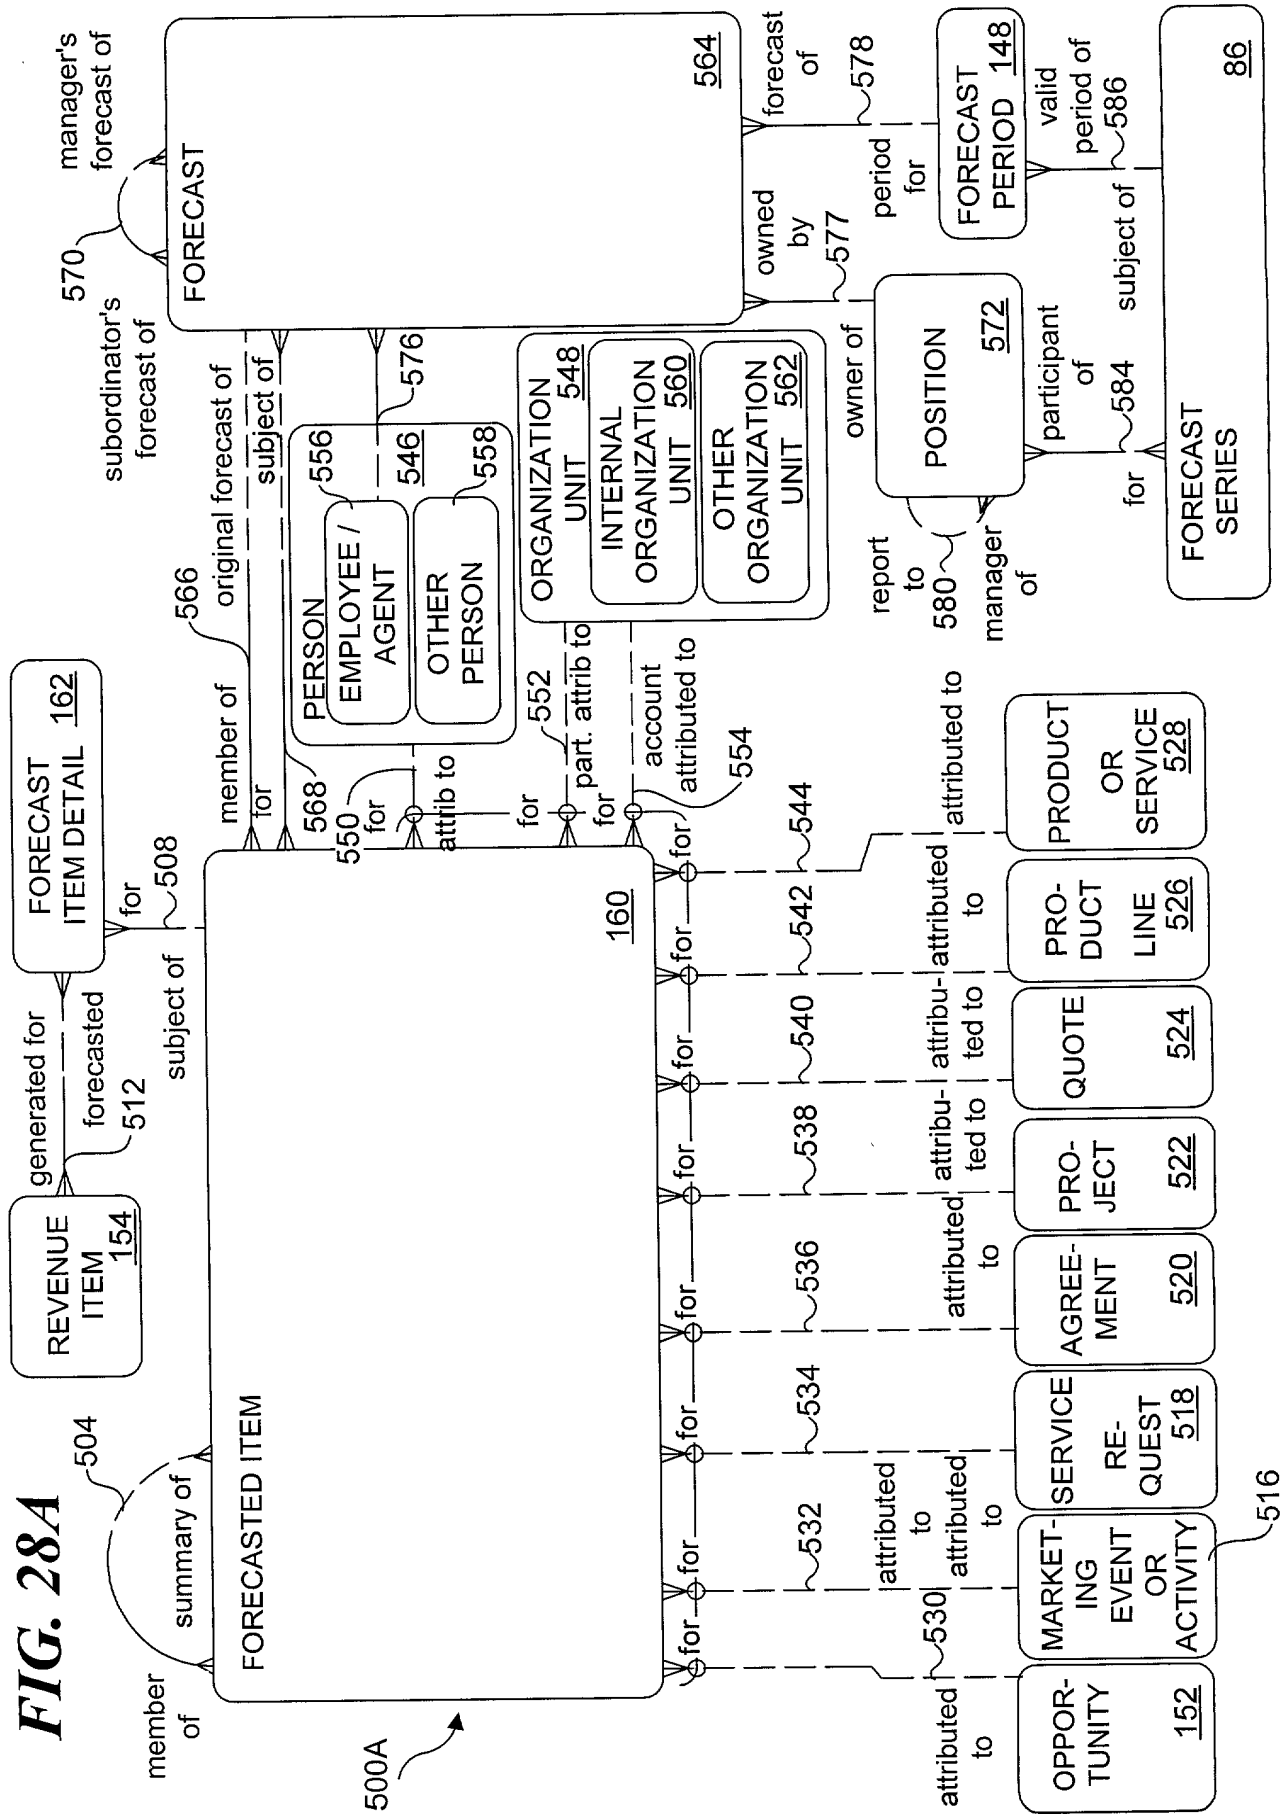 FIG. 28A
504
member
of
summary of
REVENUE
ITEM
154
512
generated for
forecasted
FORECAST
ITEM DETAIL
162
for
508
subject of
FORECASTED ITEM
160
500A
566
member of
for
original forecast of
subject of
568
570
subordinator's
forecast of
manager's
forecast of
FORECAST
564
PERSON
546
EMPLOYEE /
AGENT
556
OTHER
PERSON
558
576
550
for
attrib to
ORGANIZATION
UNIT
548
INTERNAL
ORGANIZATION
UNIT
560
OTHER
ORGANIZATION
UNIT
562
552
for
part. attrib to
for
account
attributed to
554
owned
by
577
owner of
forecast
of
578
period
for
POSITION
572
report
to
580
manager
of
participant
of
584
for
FORECAST
PERIOD
148
valid
period of
586
subject of
FORECAST
SERIES
86
for
for
for
for
for
for
for
for
530
532
534
536
538
540
542
544
attributed
to
attributed
to
attributed
to
attributed
to
attribu-
ted to
attribu-
ted to
attributed
to
attributed to
OPPOR-
TUNITY
152
MARKET-
ING
EVENT
OR
ACTIVITY
516
SERVICE
RE-
QUEST
518
AGREE-
MENT
520
PRO-
JECT
522
QUOTE
524
PRO-
DUCT
LINE
526
PRODUCT
OR
SERVICE
528